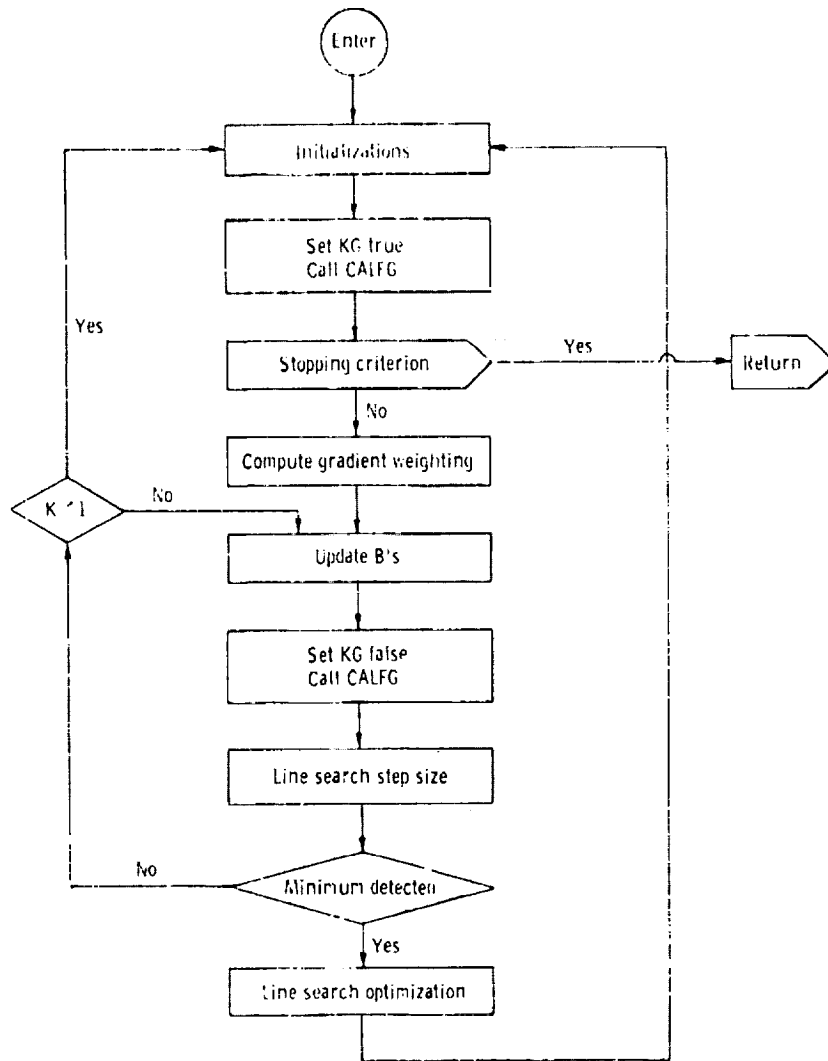 Enter
Initializations
Set KG true
Call CALFG
Yes
Stopping criterion
Yes
Return
No
Compute gradient weighting
No
Update B's
Set KG false
Call CALFG
Line search step size
No
Minimum detected
Yes
Line search optimization